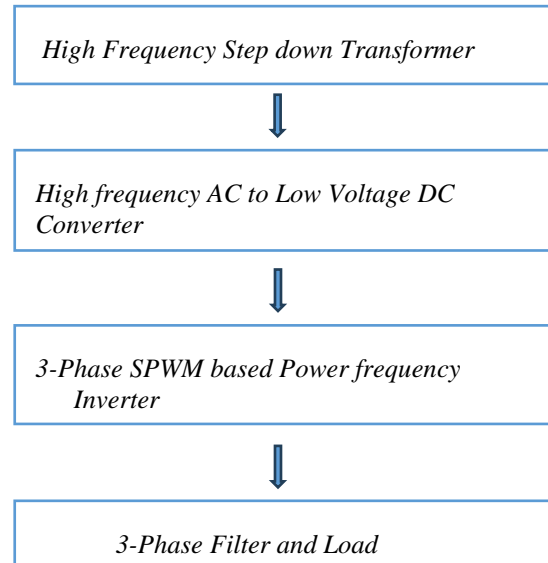 High Frequency Step down Transformer
High frequency AC to Low Voltage DC
Converter
3-Phase SPWM based Power frequency
Inverter
3-Phase Filter and Load